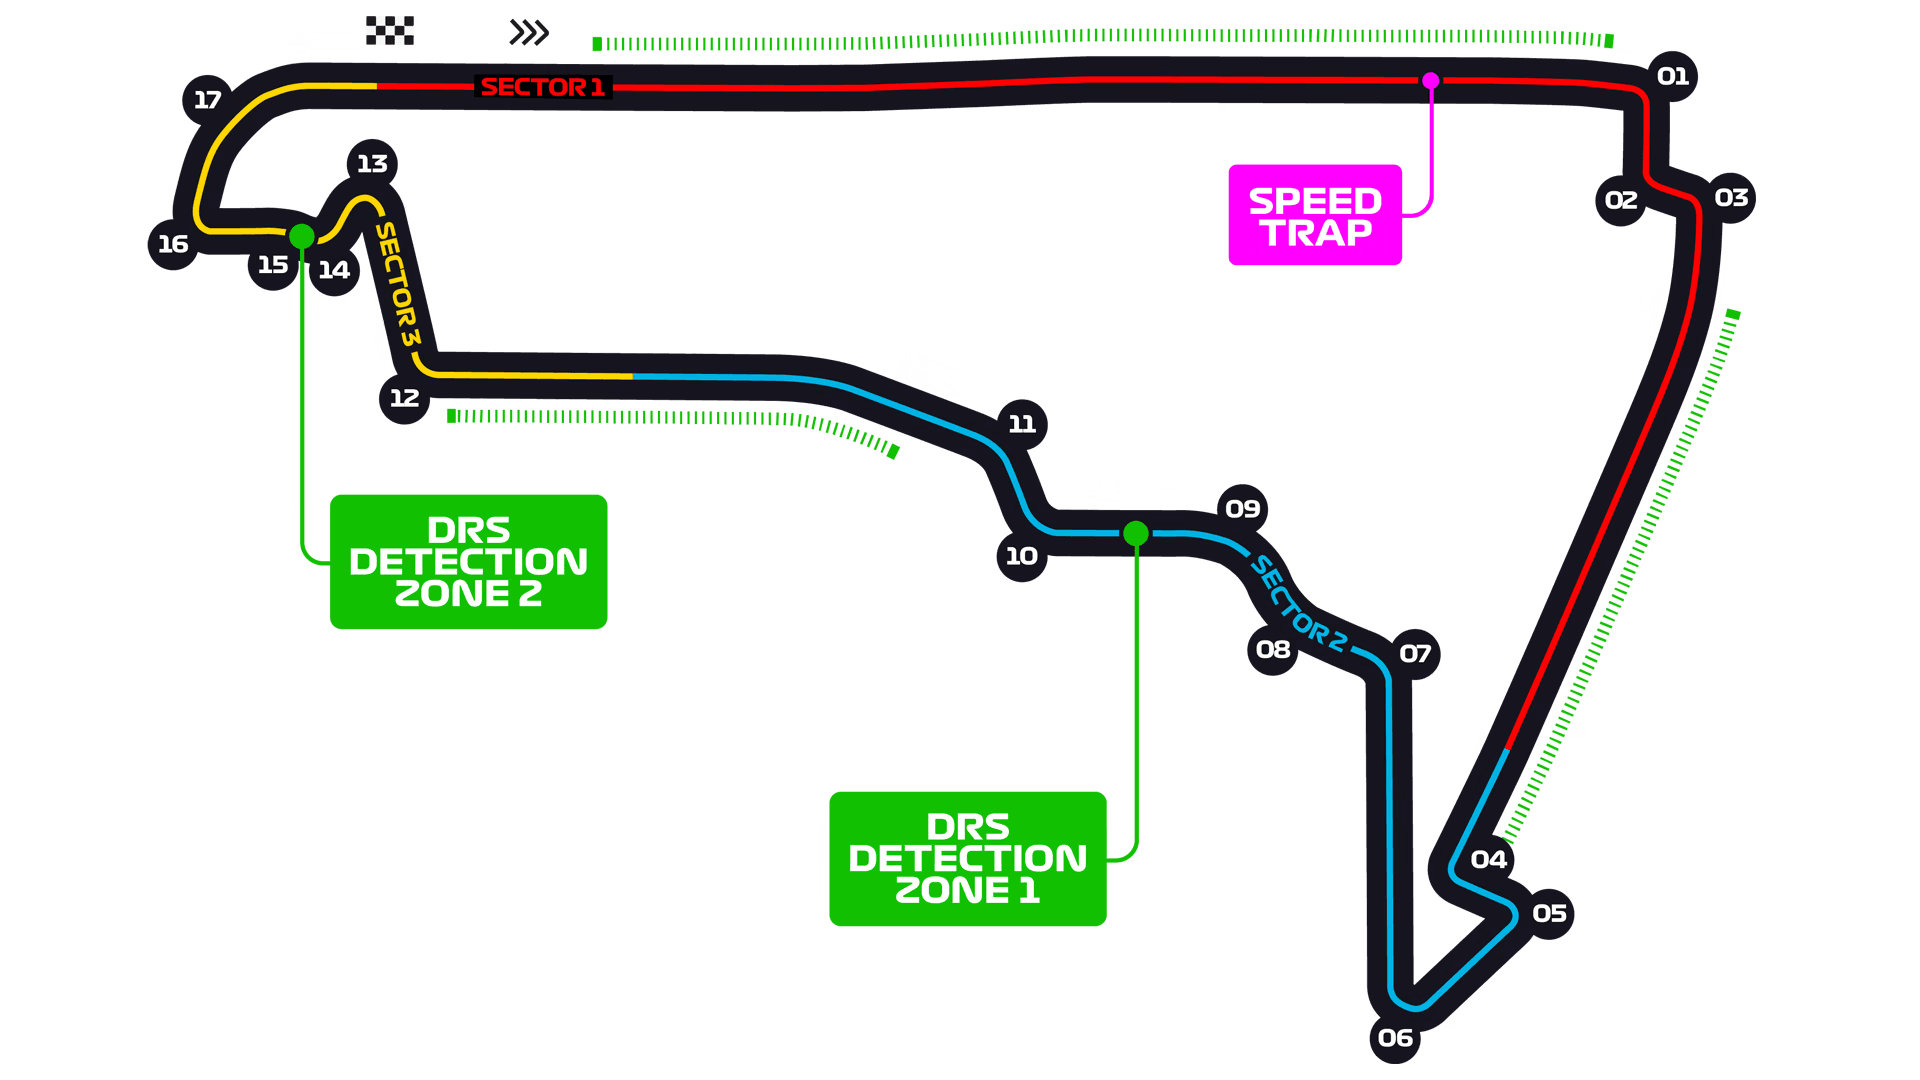 SECTOR 1
01
17
13
SPEED
TRAP
02
03
16
15
14
SECTOR 3
12
11
09
10
DRS
DETECTION
ZONE 2
SECTOR 2
08
07
DRS
DETECTION
ZONE 1
04
05
06